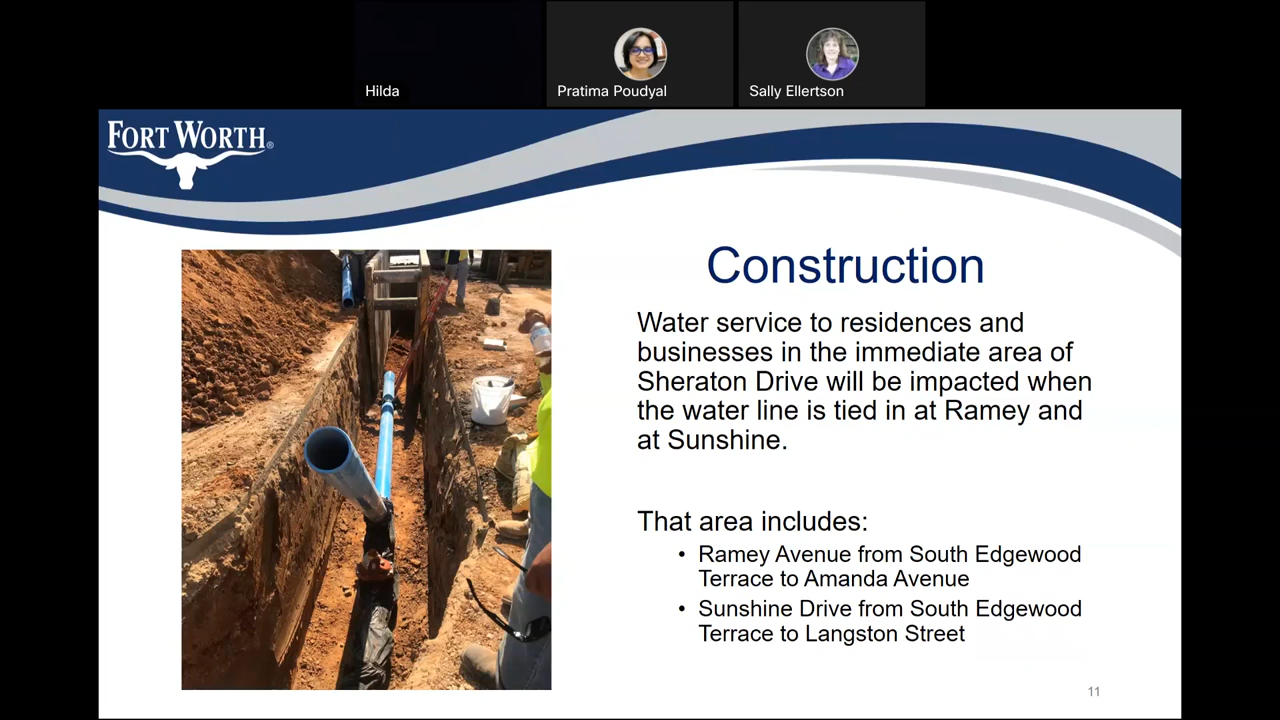 Hilda
Pratima Poudyal
Sally Ellertson
FORT WORTH®
Construction
Water service to residences and
businesses in the immediate area of
Sheraton Drive will be impacted when
the water line is tied in at Ramey and
at Sunshine.
That area includes:
• Ramey Avenue from South Edgewood
Terrace to Amanda Avenue
• Sunshine Drive from South Edgewood
Terrace to Langston Street
11